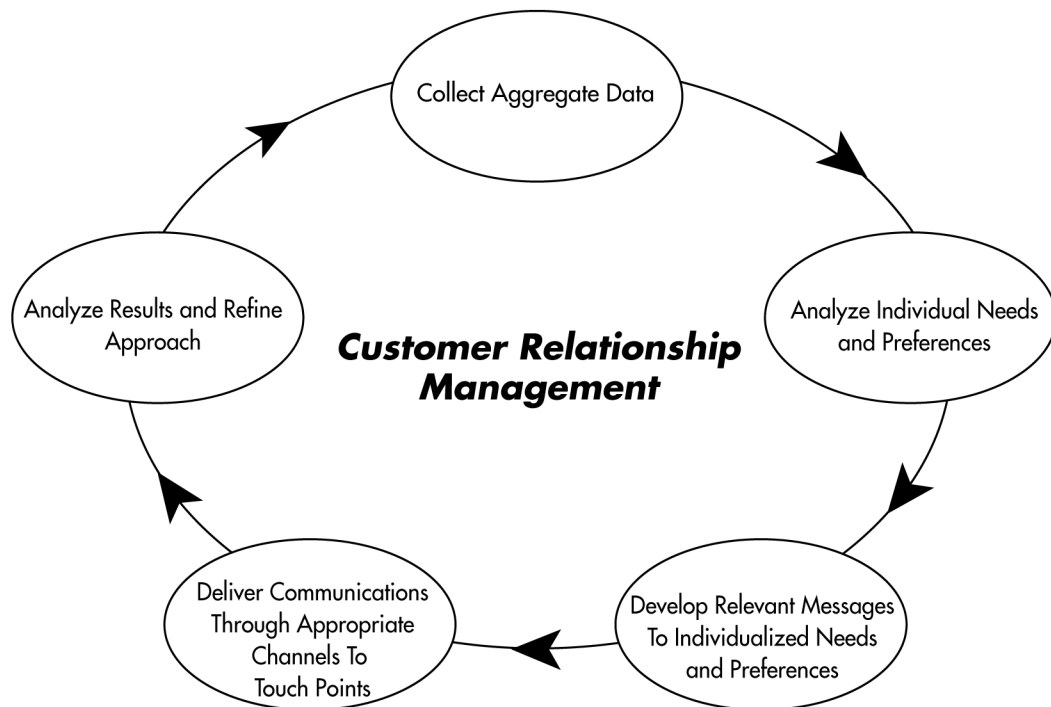 Collect Aggregate Data
Analyze Individual Needs
and Preferences
Develop Relevant Messages
To Individualized Needs
and Preferences
Deliver Communications
Through Appropriate
Channels To
Touch Points
Analyze Results and Refine
Approach
Customer Relationship
Management